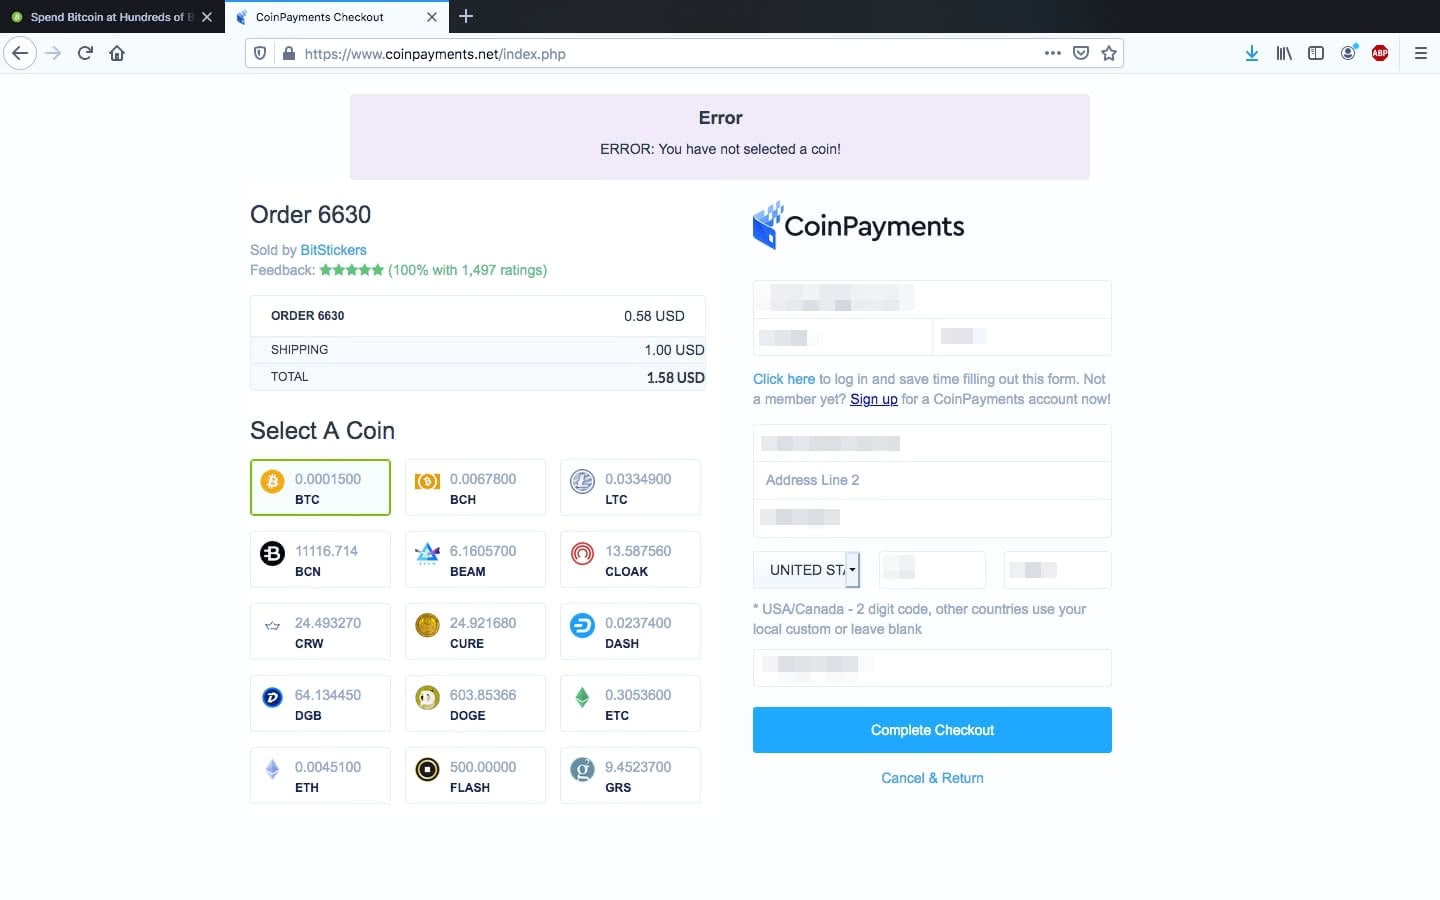 Spend Bitcoin at Hundreds of B
CoinPayments Checkout
https://www.coinpayments.net/index.php
ABP
Error
ERROR: You have not selected a coin!
Order 6630
Sold by BitStickers
Feedback: ★★★★★ (100% with 1,497 ratings)
ORDER 6630 0.58 USD
SHIPPING 1.00 USD
TOTAL 1.58 USD
Select A Coin
0.0001500
BTC
0.0067800
BCH
0.0334900
LTC
11116.714
BCN
6.1605700
BEAM
13.587560
CLOAK
24.493270
CRW
24.921680
CURE
0.0237400
DASH
64.134450
DGB
603.85366
DOGE
0.3053600
ETC
0.0045100
ETH
500.00000
FLASH
9.4523700
GRS
CoinPayments
Click here to log in and save time filling out this form. Not
a member yet? Sign up for a CoinPayments account now!
Address Line 2
UNITED STA
* USA/Canada - 2 digit code, other countries use your
local custom or leave blank
Complete Checkout
Cancel & Return